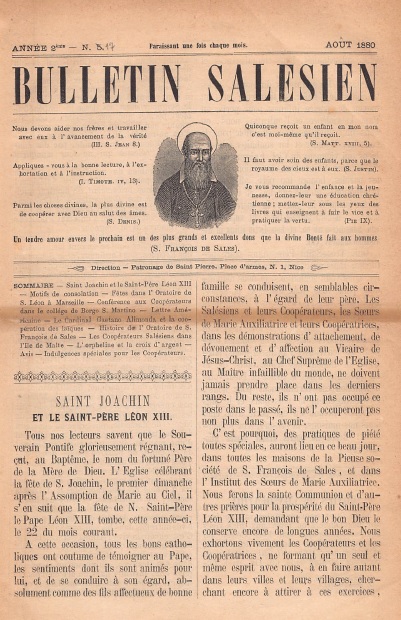 ANNÉE 2ème — N. 5.17
Paraissant une fois chaque mois.
AOÛT 1880
BULLETIN SALESIEN
Nous devons aider nos frères et travailler
avec eux à l'avancement de la vérité
(III. S. JEAN 8.)
Appliquez-vous à la bonne lecture, à l'ex-
hortation et à l'instruction.
(I. TIMOTH. IV, 13).
Parmi les choses divines, la plus divine est
de coopérer avec Dieu au salut des âmes.
(S. DENIS.)
Quiconque reçoit un enfant en mon nom
c'est moi-même qu'il reçoit.
(S. MATT. XVIII, 5).
Il faut avoir soin des enfants, parce que le
royaume des cieux est à eux. (S. JUSTIN).
Je vous recommande l'enfance et la jeu-
nesse, donnez-leur une éducation chré-
tienne; mettez-leur sous les yeux des
livres qui enseignent à fuir le vice et à
pratiquer la vertu. (PIE IX).
Un tendre amour envers le prochain est un des plus grands et excellents dons que la divine Bonté fait aux hommes
(S. FRANÇOIS DE SALES).
Direction — Patronage de Saint Pierre, Place d'armes, N. 1, Nice
SOMMAIRE — Saint Joachin et le Saint-Père Léon XIII
— Motifs de consolation — Fêtes dans l'Oratoire de
S. Léon à Marseille — Conférence aux Coopérateurs
dans le collège de Borgo S. Martino — Lettre Amé-
ricaine — Le Cardinal Gaetano Alimonda et la coo-
pération des langues — Histoire de l'Oratoire de S.
François de Sales — Les Coopérateurs Salésiens dans
l'île de Malte — L'orpheline et la croix d'argent
— Avis — Indulgences spéciales pour les Coopérateurs.
SAINT JOACHIN
ET LE SAINT-PÈRE LÉON XIII.
Tous nos lecteurs savent que le Sou-
verain Pontife glorieusement régnant, re-
çut, au Baptême, le nom du fortuné Père
de la Mère de Dieu. L'Eglise célébrant
la fête de S. Joachin, le premier dimanche
après l'Assomption de Marie au Ciel, il
s'en suit que la fête de N. Saint-Père
le Pape Léon XIII, tombe, cette année-ci,
le 22 du mois courant.
A cette occasion, tous les bons catho-
liques ont coutume de témoigner au Pape,
les sentiments dont ils sont animés pour
lui, et de se conduire à son égard, ab-
solument comme des fils affectueux de bonne
famille se conduisent, en semblables cir-
constances, à l'égard de leur père. Les
Salésiens et leurs Coopérateurs, les Sœurs
de Marie Auxiliatrice et leurs Coopératrices,
dans les démonstrations d'attachement, de
dévouement et d'affection au Vicaire de
Jésus-Christ, au Chef Suprême de l'Eglise,
au Maître infaillible du monde, ne doivent
jamais prendre place dans les derniers
rangs. Du reste, ils n'ont pas occupé ce
poste dans le passé, ils ne l'occuperont pas
non plus dans l'avenir.
C'est pourquoi, des pratiques de piété
toutes spéciales, auront lieu en ce beau jour,
dans toutes les maisons de la Pieuse so-
ciété de S. François de Sales, et dans
l'Institut des Sœurs de Marie Auxiliatrice.
Nous ferons la sainte Communion et d'au-
tres prières pour la prospérité du Saint-Père
Léon XIII, demandant que le bon Dieu le
conserve encore de longues années. Nous
exhortons vivement les Coopérateurs et les
Coopératrices, ne formant qu'un seul et
même esprit avec nous, à en faire autant
dans leurs villes et leurs villages, cher-
chant encore à attirer à ces exercices,